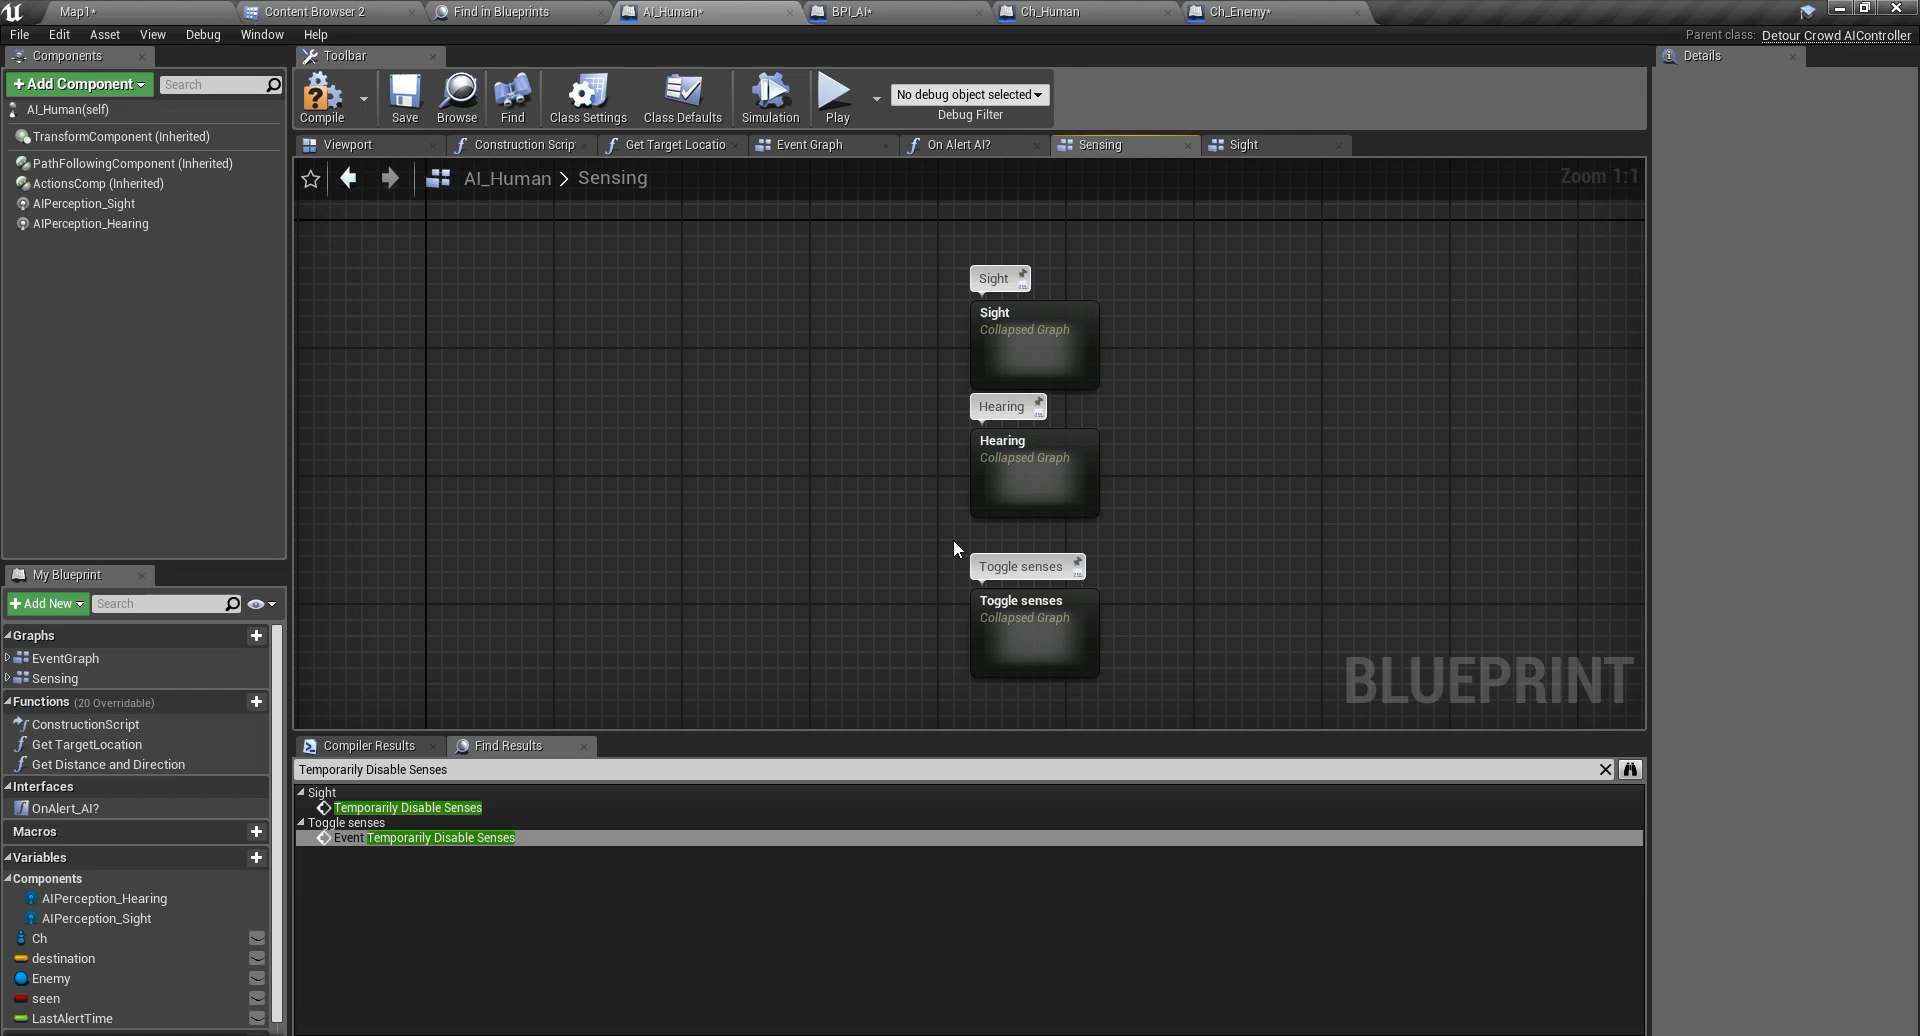 Map1*
Content Browser 2
Find in Blueprints
AI_Human*
BPI_AI*
Ch_Human
Ch_Enemy*
File Edit Asset View Debug Window Help
Parent class: Detour Crowd AIController
Components
Toolbar
Details
+Add Component
Search
AI_Human(self)
TransformComponent (Inherited)
PathFollowingComponent (Inherited)
ActionsComp (Inherited)
AIPerception_Sight
AIPerception_Hearing
Compile
Save
Browse
Find
Class Settings
Class Defaults
Simulation
Play
No debug object selected
Debug Filter
Viewport
Construction Scrip
Get Target Locatio
Event Graph
On Alert AI?
Sensing
Sight
AI_Human > Sensing
Zoom 1:1
Sight
Sight
Collapsed Graph
Hearing
Hearing
Collapsed Graph
Toggle senses
Toggle senses
Collapsed Graph
BLUEPRINT
My Blueprint
+Add New
Search
Graphs
EventGraph
Sensing
Functions (20 Overridable)
ConstructionScript
Get TargetLocation
Get Distance and Direction
Interfaces
OnAlert_AI?
Macros
Variables
Components
AIPerception_Hearing
AIPerception_Sight
Ch
destination
Enemy
seen
LastAlertTime
Compiler Results
Find Results
Temporarily Disable Senses
Sight
Temporarily Disable Senses
Toggle senses
Event Temporarily Disable Senses